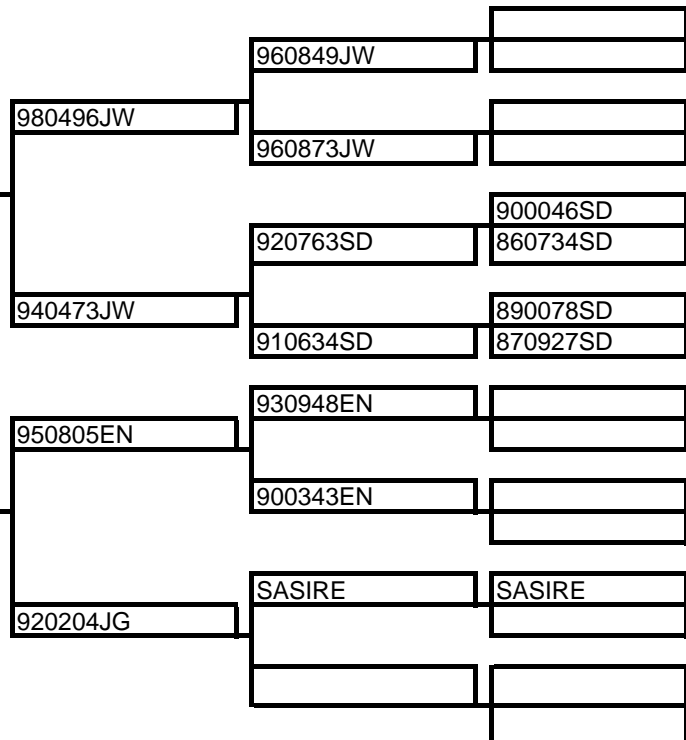 960849JW
980496JW
960873JW
900046SD
920763SD
860734SD
940473JW
890078SD
910634SD
870927SD
930948EN
950805EN
900343EN
SASIRE
SASIRE
920204JG